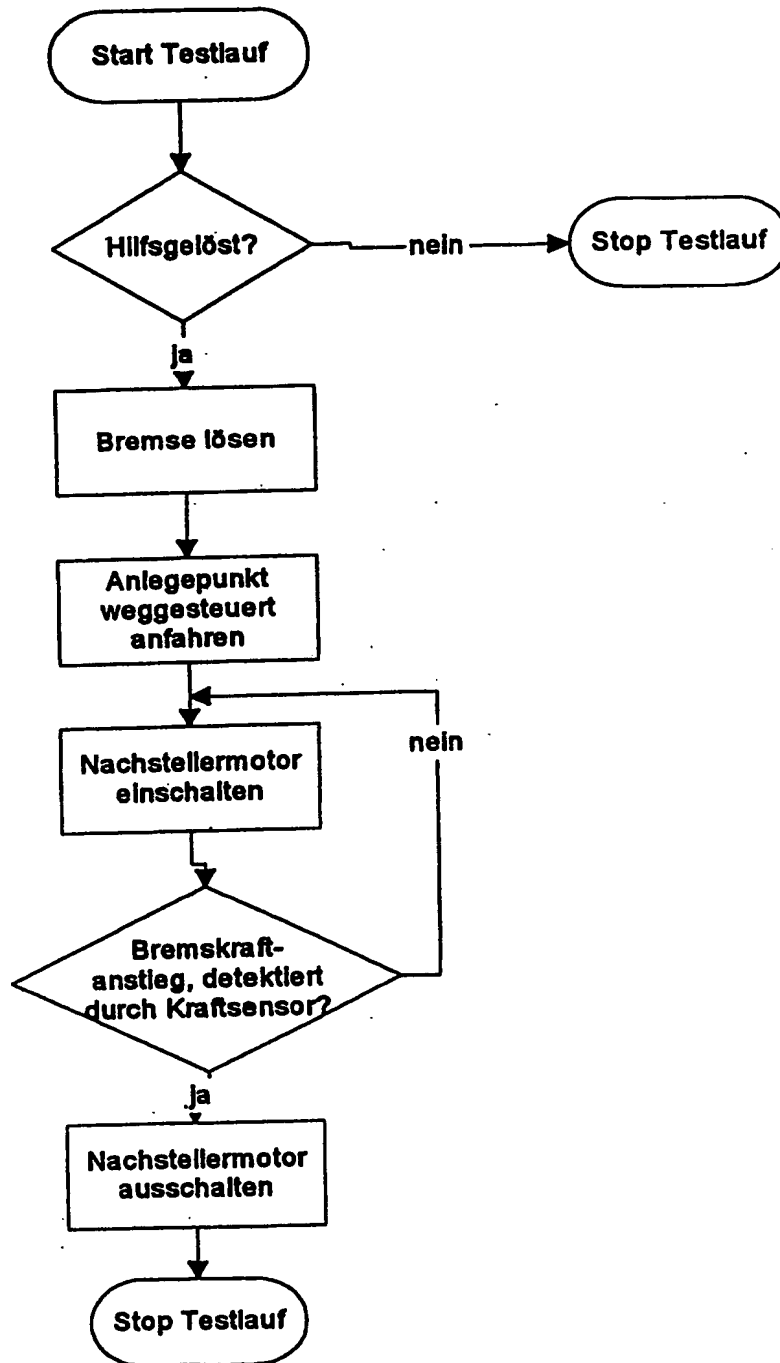 Start Testlauf
Hilfsgelöst?
nein
Stop Testlauf
ja
Bremse lösen
Anlegepunkt
weggesteuert
anfahren
nein
Nachstellermotor
einschalten
Bremskraft-
anstieg, detektiert
durch Kraftsensor?
ja
Nachstellermotor
ausschalten
Stop Testlauf